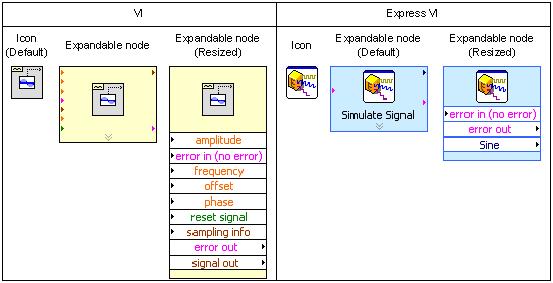 VI
Express VI
Icon
(Default)
Expandable node
Expandable node
(Resized)
Icon
Expandable node
(Default)
Expandable node
(Resized)
amplitude
error in (no error)
frequency
offset
phase
reset signal
sampling info
error out
signal out
Simulate Signal
error in (no error)
error out
Sine